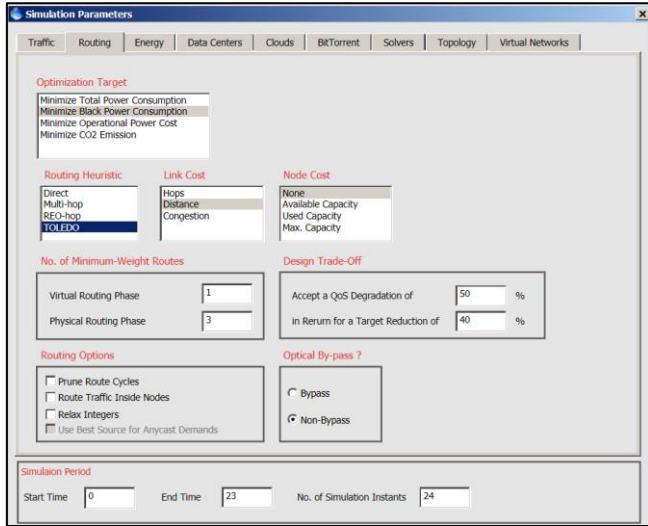 Simulation Parameters
Traffic Routing Energy Data Centers Clouds BitTorrent Solvers Topology Virtual Networks
Optimization Target
Minimize Total Power Consumption
Minimize Black Power Consumption
Minimize Operational Power Cost
Minimize CO2 Emission
Routing Heuristic Link Cost Node Cost
Direct Hops None
Multi-hop Distance Available Capacity
REO-hop Congestion Used Capacity
TOLEDO Max. Capacity
No. of Minimum-Weight Routes Design Trade-Off
Virtual Routing Phase 1 Accept a QoS Degradation of 50 %
Physical Routing Phase 3 in Rerurn for a Target Reduction of 40 %
Routing Options Optical By-pass ?
Prune Route Cycles
Route Traffic Inside Nodes Bypass
Relax Integers
Use Best Source for Anycast Demands Non-Bypass
Simulaion Period
Start Time 0 End Time 23 No. of Simulation Instants 24